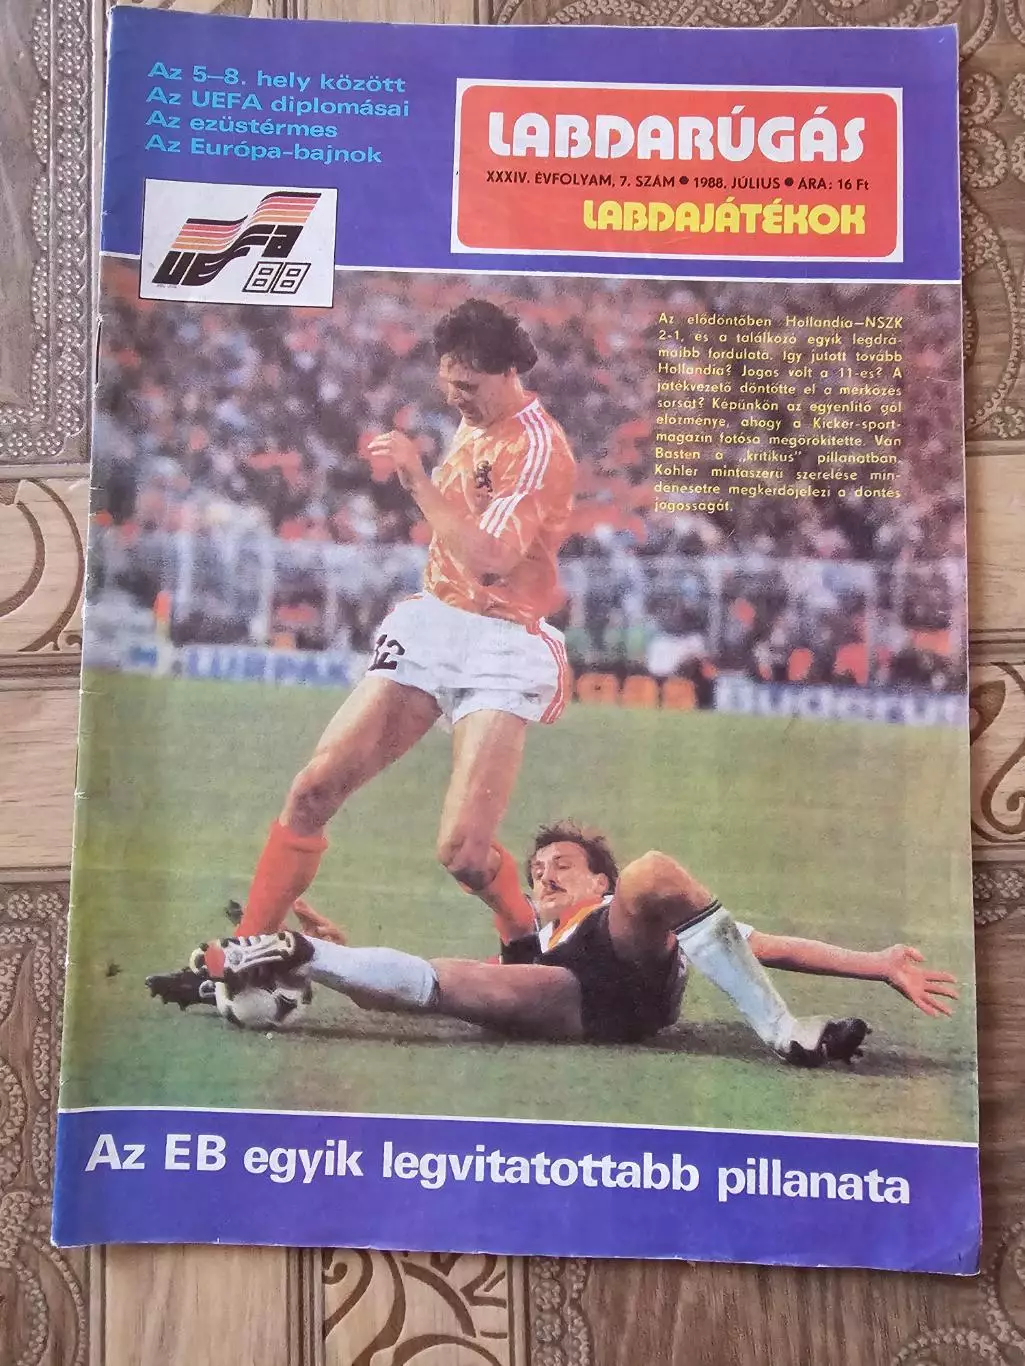 Az 5–8. hely között
Az UEFA diplomásai
Az ezüstérmes
Az Európa-bajnok
LABDARÚGÁS
XXXIV. ÉVFOLYAM, 7. SZÁM ● 1988. JÚLIUS ● ÁRA: 16 Ft
LABDAJÁTÉKOK
UEFA
88
Az elődöntőben Hollandia–NSZK
2-1, és a találkozó egyik legdrá-
maibb fordulata. Így jutott tovább
Hollandia? Jogos volt a 11-es? A
játékvezető döntötte el a mérkőzés
sorsát? Képünkön az egyenlítő gól
előzménye, ahogy a Kicker-sport-
magazin fotósa megörökítette. Van
Basten a „kritikus" pillanatban.
Kohler mintaszerű szerelése min-
denesetre megkérdőjelezi a döntés
jogosságát.
12
LURPAK
Buderus
Az EB egyik legvitatottabb pillanata